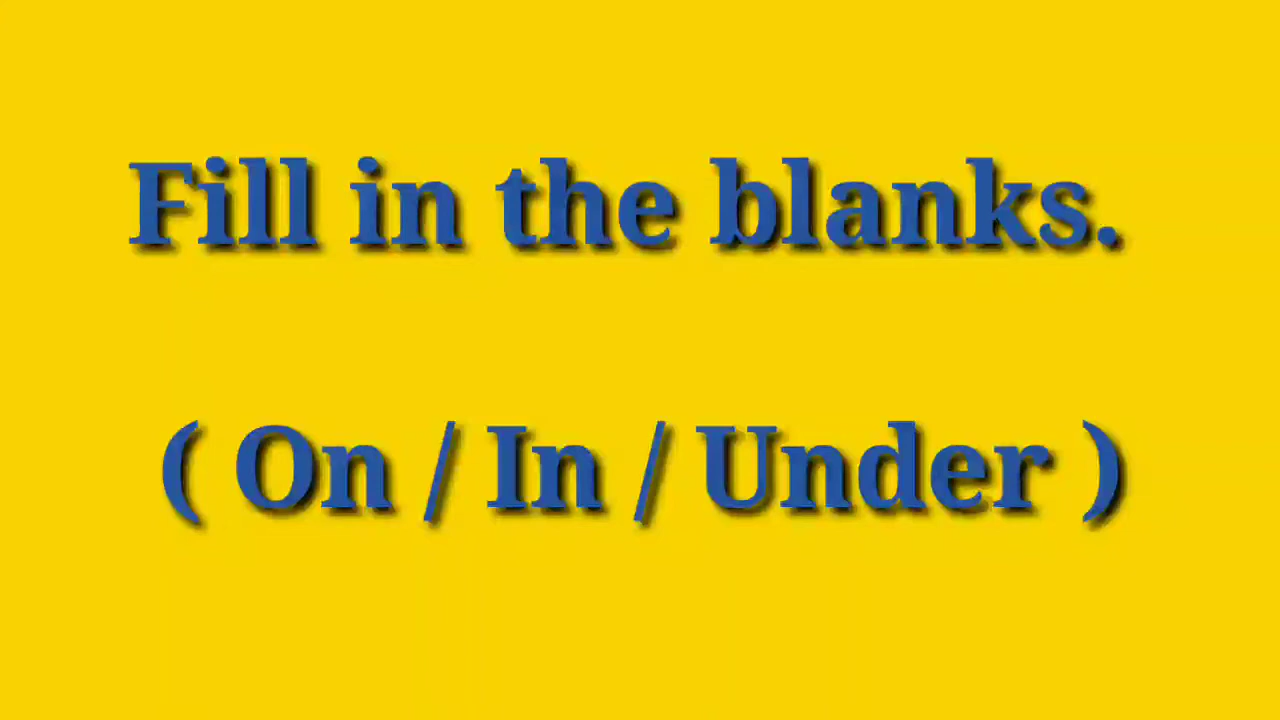 Fill in the blanks.
( On / In / Under )